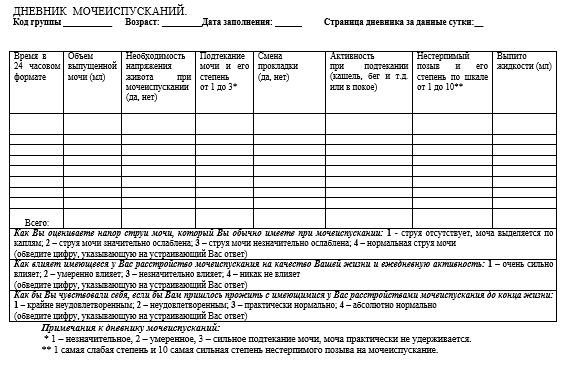 ДНЕВНИК МОЧЕИСПУСКАНИЙ.
Код группы ____________ Возраст: __________Дата заполнения: ______ Страница дневника за данные сутки:__
Время в 24 часовом формате
Объем выпущенной мочи (мл)
Необходимость напряжения живота при мочеиспускании (да, нет)
Подтекание мочи и его степень от 1 до 3*
Смена прокладки (да, нет)
Активность при подтекании (кашель, бег и т.д. или в покое)
Нестерпимый позыв и его степень по шкале от 1 до 10**
Выпито жидкости (мл)
Всего:
Как Вы оцениваете напор струи мочи, который Вы обычно имеете при мочеиспускании: 1 - струя отсутствует, моча выделяется по
каплям; 2 – струя мочи значительно ослаблена; 3 – струя мочи незначительно ослаблена; 4 – нормальная струя мочи
(обведите цифру, указывающую на устраивающий Вас ответ)
Как влияет имеющееся у Вас расстройство мочеиспускания на качество Вашей жизни и ежедневную активность: 1 – очень сильно
влияет; 2 – умеренно влияет; 3 – незначительно влияет; 4 – никак не влияет
(обведите цифру, указывающую на устраивающий Вас ответ)
Как бы Вы чувствовали себя, если бы Вам пришлось прожить с имеющимися у Вас расстройствами мочеиспускания до конца жизни:
1 – крайне неудовлетворенным; 2 – неудовлетворенным; 3 – практически нормально; 4 – абсолютно нормально
(обведите цифру, указывающую на устраивающий Вас ответ)
Примечания к дневнику мочеиспусканий:
* 1 – незначительное, 2 – умеренное, 3 – сильное подтекание мочи, моча практически не удерживается.
** 1 самая слабая степень и 10 самая сильная степень нестерпимого позыва на мочеиспускание.